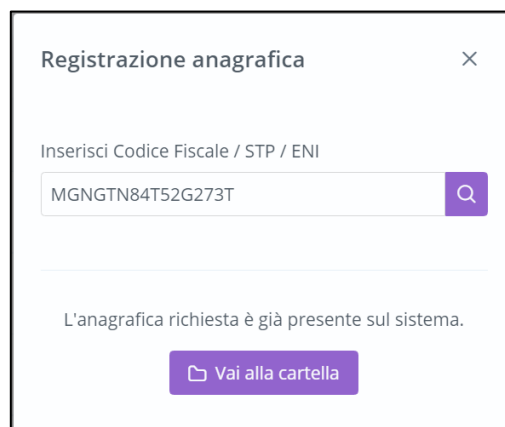 Registrazione anagrafica
Inserisci Codice Fiscale / STP / ENI
MGNGTN84T52G273T
L'anagrafica richiesta è già presente sul sistema.
Vai alla cartella